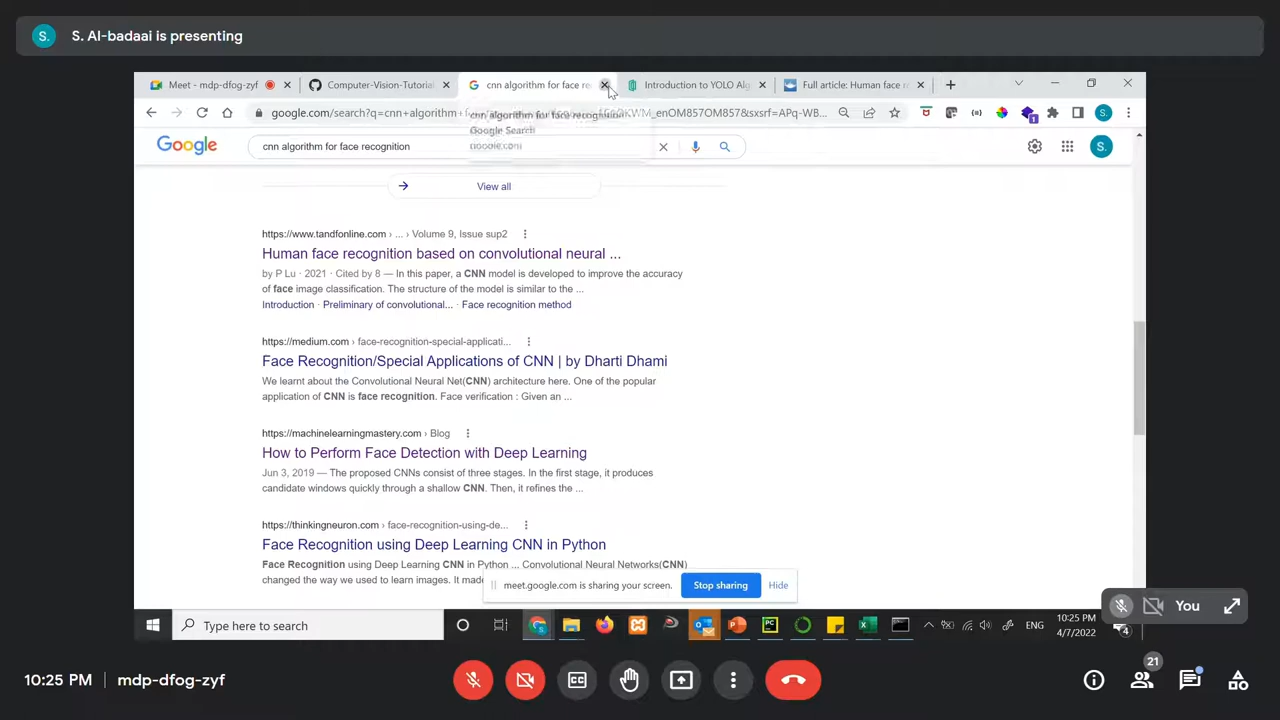 S. S. Al-badaai is presenting
Meet - mdp-dfog-zyf Computer-Vision-Tutorial cnn algorithm for face re Introduction to YOLO Alg Full article: Human face r
google.com/search?q=cnn+algorithm+f 6KWM_enOM857OM857&sxsrf=APq-WB...
cnn algorithm for face recognition
Google Search
Google cnn algorithm for face recognition S.
View all
https://www.tandfonline.com › ... › Volume 9, Issue sup2
Human face recognition based on convolutional neural ...
by P Lu · 2021 · Cited by 8 — In this paper, a CNN model is developed to improve the accuracy
of face image classification. The structure of the model is similar to the ...
Introduction · Preliminary of convolutional... · Face recognition method
https://medium.com › face-recognition-special-applicati...
Face Recognition/Special Applications of CNN | by Dharti Dhami
We learnt about the Convolutional Neural Net(CNN) architecture here. One of the popular
application of CNN is face recognition. Face verification : Given an ...
https://machinelearningmastery.com › Blog
How to Perform Face Detection with Deep Learning
Jun 3, 2019 — The proposed CNNs consist of three stages. In the first stage, it produces
candidate windows quickly through a shallow CNN. Then, it refines the ...
https://thinkingneuron.com › face-recognition-using-de...
Face Recognition using Deep Learning CNN in Python
Face Recognition using Deep Learning CNN in Python ... Convolutional Neural Networks(CNN)
changed the way we used to learn images. It made
meet.google.com is sharing your screen. Stop sharing Hide
You
Type here to search ENG 10:25 PM
4/7/2022 4
21
10:25 PM | mdp-dfog-zyf